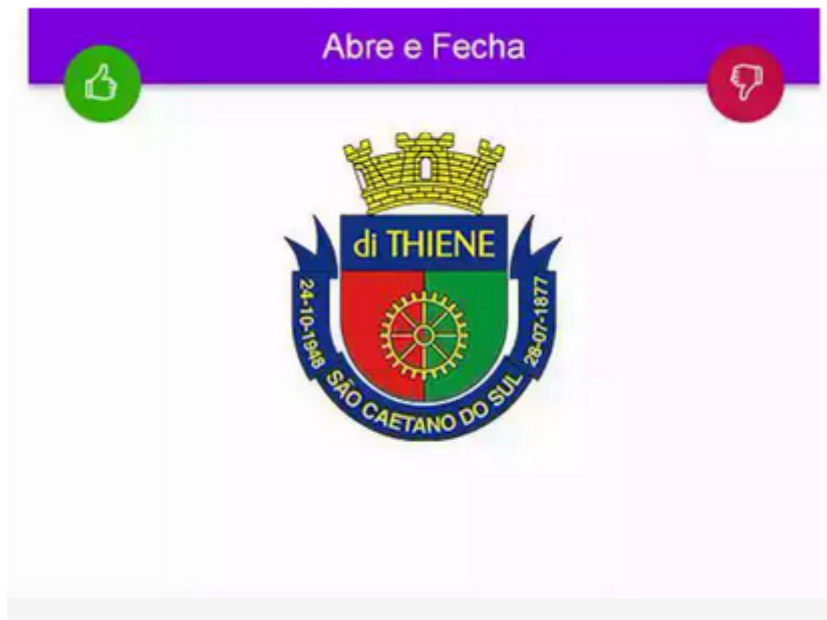 Abre e Fecha
di THIENE
24-10-1948
28-07-1877
SÃO CAETANO DO SUL